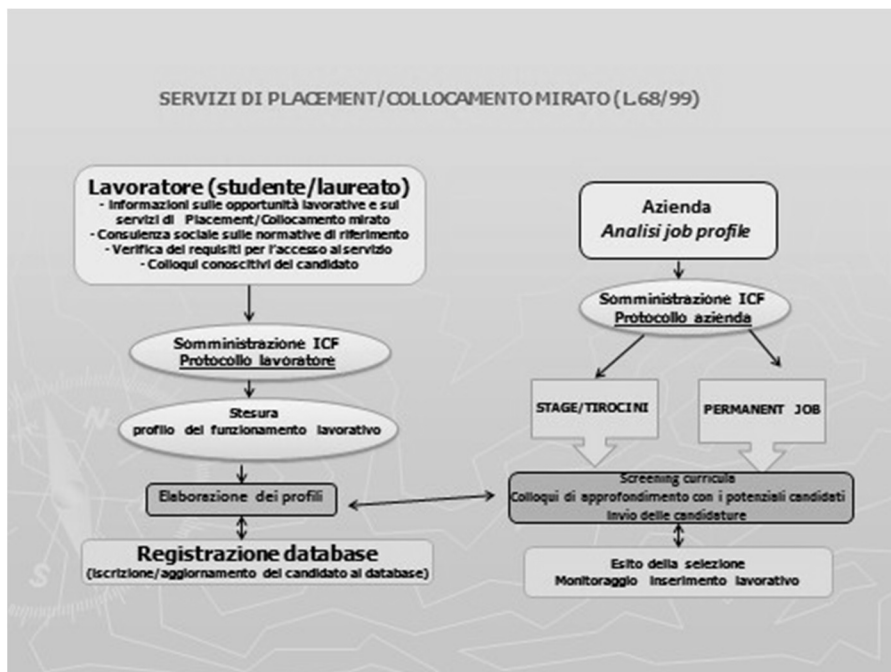 SERVIZI DI PLACEMENT/COLLOCAMENTO MIRATO (L.68/99)
Lavoratore (studente/laureato)
- Informazioni sulle opportunità lavorative e sui
servizi di Placement/Collocamento mirato
- Consulenza sociale sulle normative di riferimento
- Verifica dei requisiti per l'accesso al servizio
- Colloqui conoscitivi del candidato
Somministrazione ICF
Protocollo lavoratore
Stesura
profilo del funzionamento lavorativo
Elaborazione dei profili
Registrazione database
(iscrizione/aggiornamento del candidato al database)
Azienda
Analisi job profile
Somministrazione ICF
Protocollo azienda
STAGE/TIROCINI
PERMANENT JOB
Screening curricula
Colloqui di approfondimento con i potenziali candidati
Invio delle candidature
Esito della selezione
Monitoraggio inserimento lavorativo
N
S